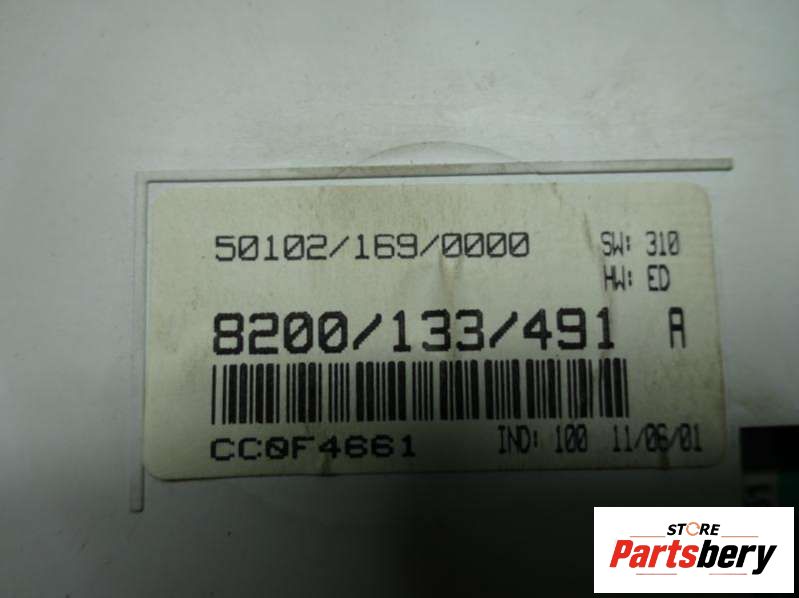 50102/169/0000 SW: 310
HW: ED
8200/133/491 A
CC0F4661 IND: 100 11/06/01
STORE
Partsbery